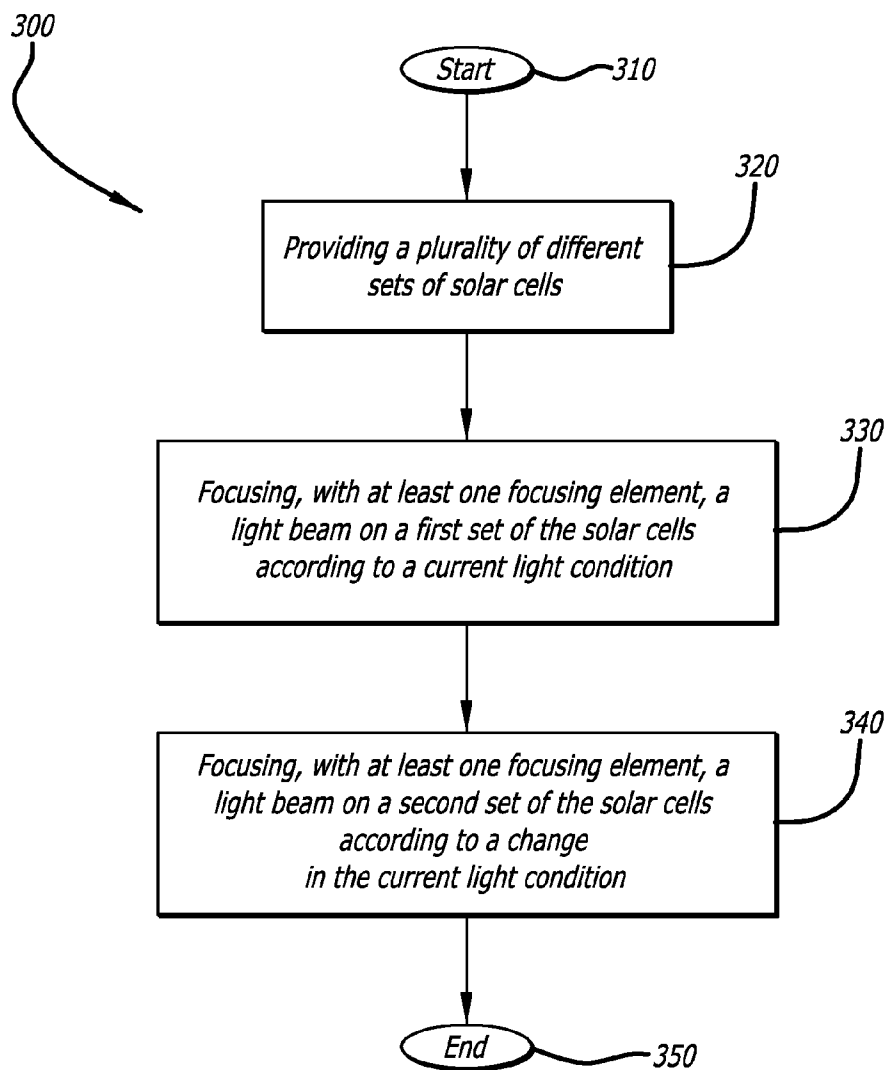 300
Start
310
320
Providing a plurality of different
sets of solar cells
330
Focusing, with at least one focusing element, a
light beam on a first set of the solar cells
according to a current light condition
340
Focusing, with at least one focusing element, a
light beam on a second set of the solar cells
according to a change
in the current light condition
End
350